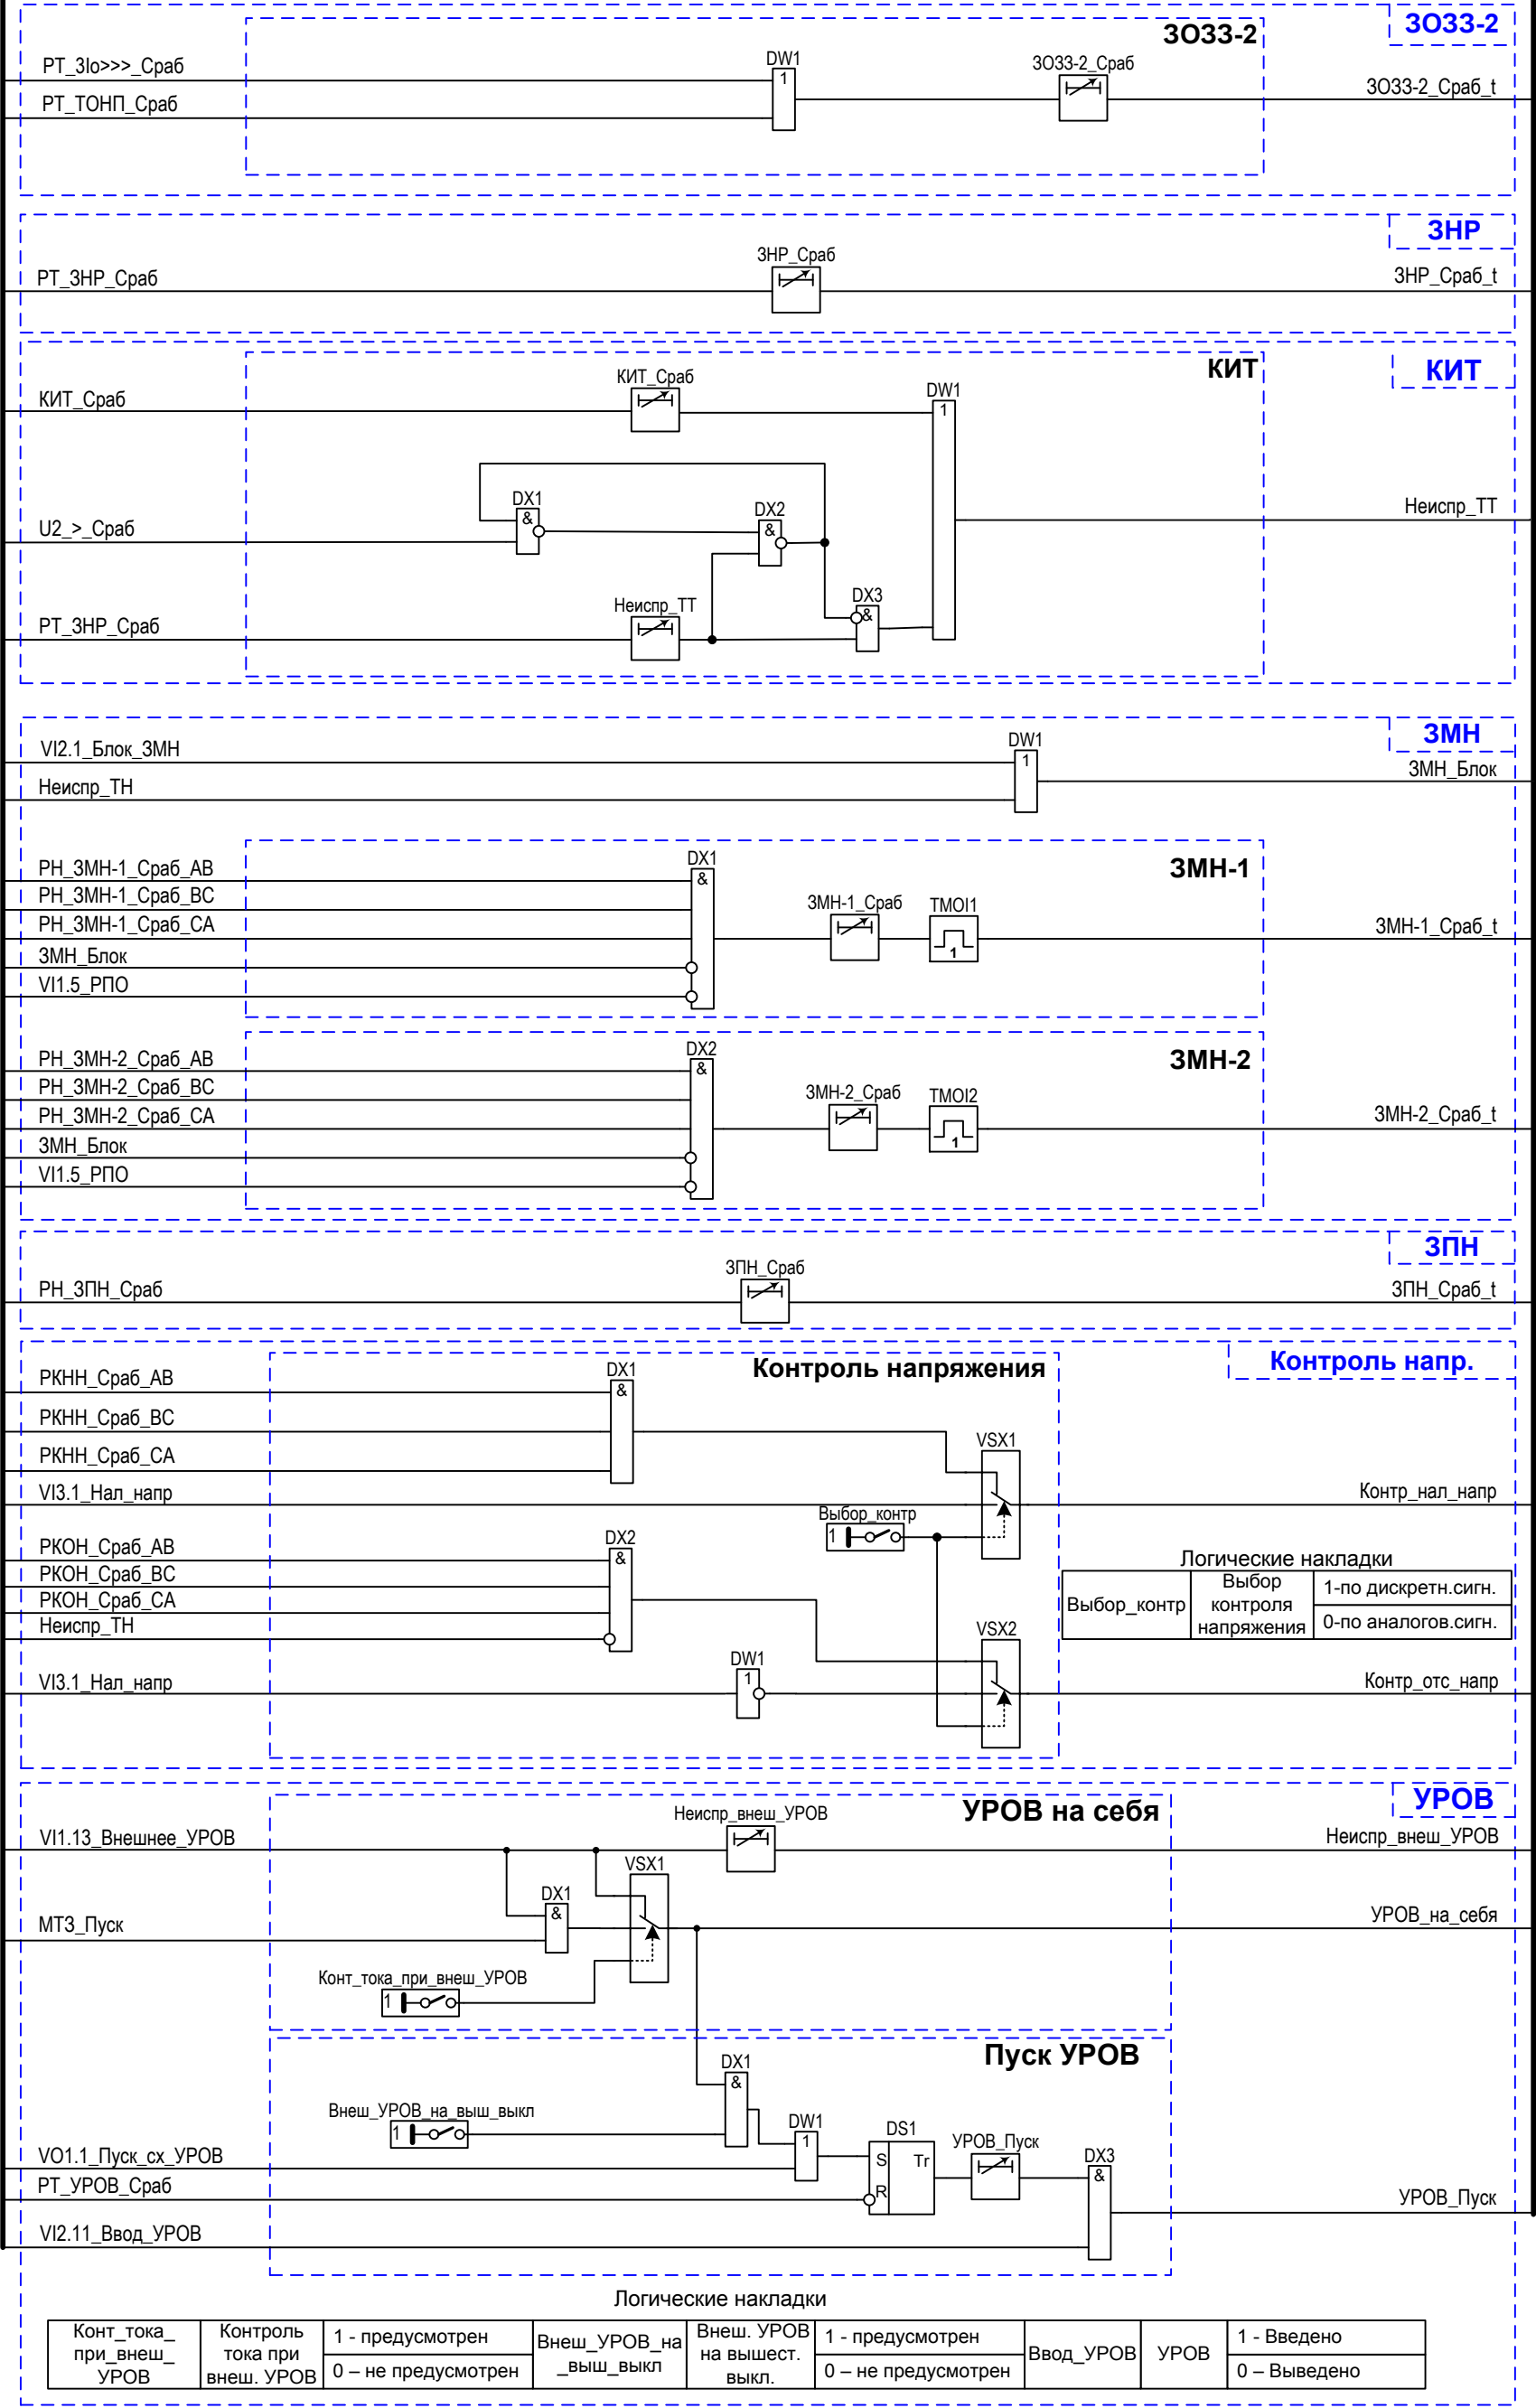 ЗОЗЗ-2
ЗОЗЗ-2
РТ_3Io>>>_Сраб
DW1
ЗОЗЗ-2_Сраб
1
ЗОЗЗ-2_Сраб_t
РТ_ТОНП_Сраб
ЗНР
ЗНР_Сраб
РТ_ЗНР_Сраб
ЗНР_Сраб_t
КИТ
КИТ
КИТ_Сраб
DW1
КИТ_Сраб
1
DX1
&
DX2
&
U2_>_Сраб
Неиспр_ТТ
Неиспр_ТТ
DX3
&
РТ_ЗНР_Сраб
ЗМН
VI2.1_Блок_ЗМН
DW1
1
ЗМН_Блок
Неиспр_ТН
ЗМН-1
DX1
&
РН_ЗМН-1_Сраб_АВ
РН_ЗМН-1_Сраб_ВС
ЗМН-1_Сраб
TMOI1
1
РН_ЗМН-1_Сраб_СА
ЗМН-1_Сраб_t
ЗМН_Блок
VI1.5_РПО
ЗМН-2
DX2
&
РН_ЗМН-2_Сраб_АВ
РН_ЗМН-2_Сраб_ВС
ЗМН-2_Сраб
TMOI2
1
РН_ЗМН-2_Сраб_СА
ЗМН-2_Сраб_t
ЗМН_Блок
VI1.5_РПО
ЗПН
ЗПН_Сраб
РН_ЗПН_Сраб
ЗПН_Сраб_t
Контроль напряжения
Контроль напр.
РКНН_Сраб_АВ
DX1
&
РКНН_Сраб_ВС
VSX1
РКНН_Сраб_СА
VI3.1_Нал_напр
Контр_нал_напр
Выбор_контр
1
РКОН_Сраб_АВ
DX2
&
РКОН_Сраб_ВС
РКОН_Сраб_СА
Неиспр_ТН
Логические накладки
Выбор_контр
Выбор
контроля
напряжения
1-по дискретн.сигн.
0-по аналогов.сигн.
VSX2
DW1
1
VI3.1_Нал_напр
Контр_отс_напр
УРОВ на себя
УРОВ
Неиспр_внеш_УРОВ
VI1.13_Внешнее_УРОВ
Неиспр_внеш_УРОВ
VSX1
DX1
&
МТЗ_Пуск
УРОВ_на_себя
Конт_тока_при_внеш_УРОВ
1
Пуск УРОВ
DX1
&
Внеш_УРОВ_на_выш_выкл
1
DW1
1
DS1
S
Tr
R
УРОВ_Пуск
DX3
&
VO1.1_Пуск_сх_УРОВ
РТ_УРОВ_Сраб
УРОВ_Пуск
VI2.11_Ввод_УРОВ
Логические накладки
Конт_тока_
при_внеш_
УРОВ
Контроль
тока при
внеш. УРОВ
1 - предусмотрен
0 – не предусмотрен
Внеш_УРОВ_на
_выш_выкл
Внеш. УРОВ
на вышест.
выкл.
1 - предусмотрен
0 – не предусмотрен
Ввод_УРОВ
УРОВ
1 - Введено
0 – Выведено